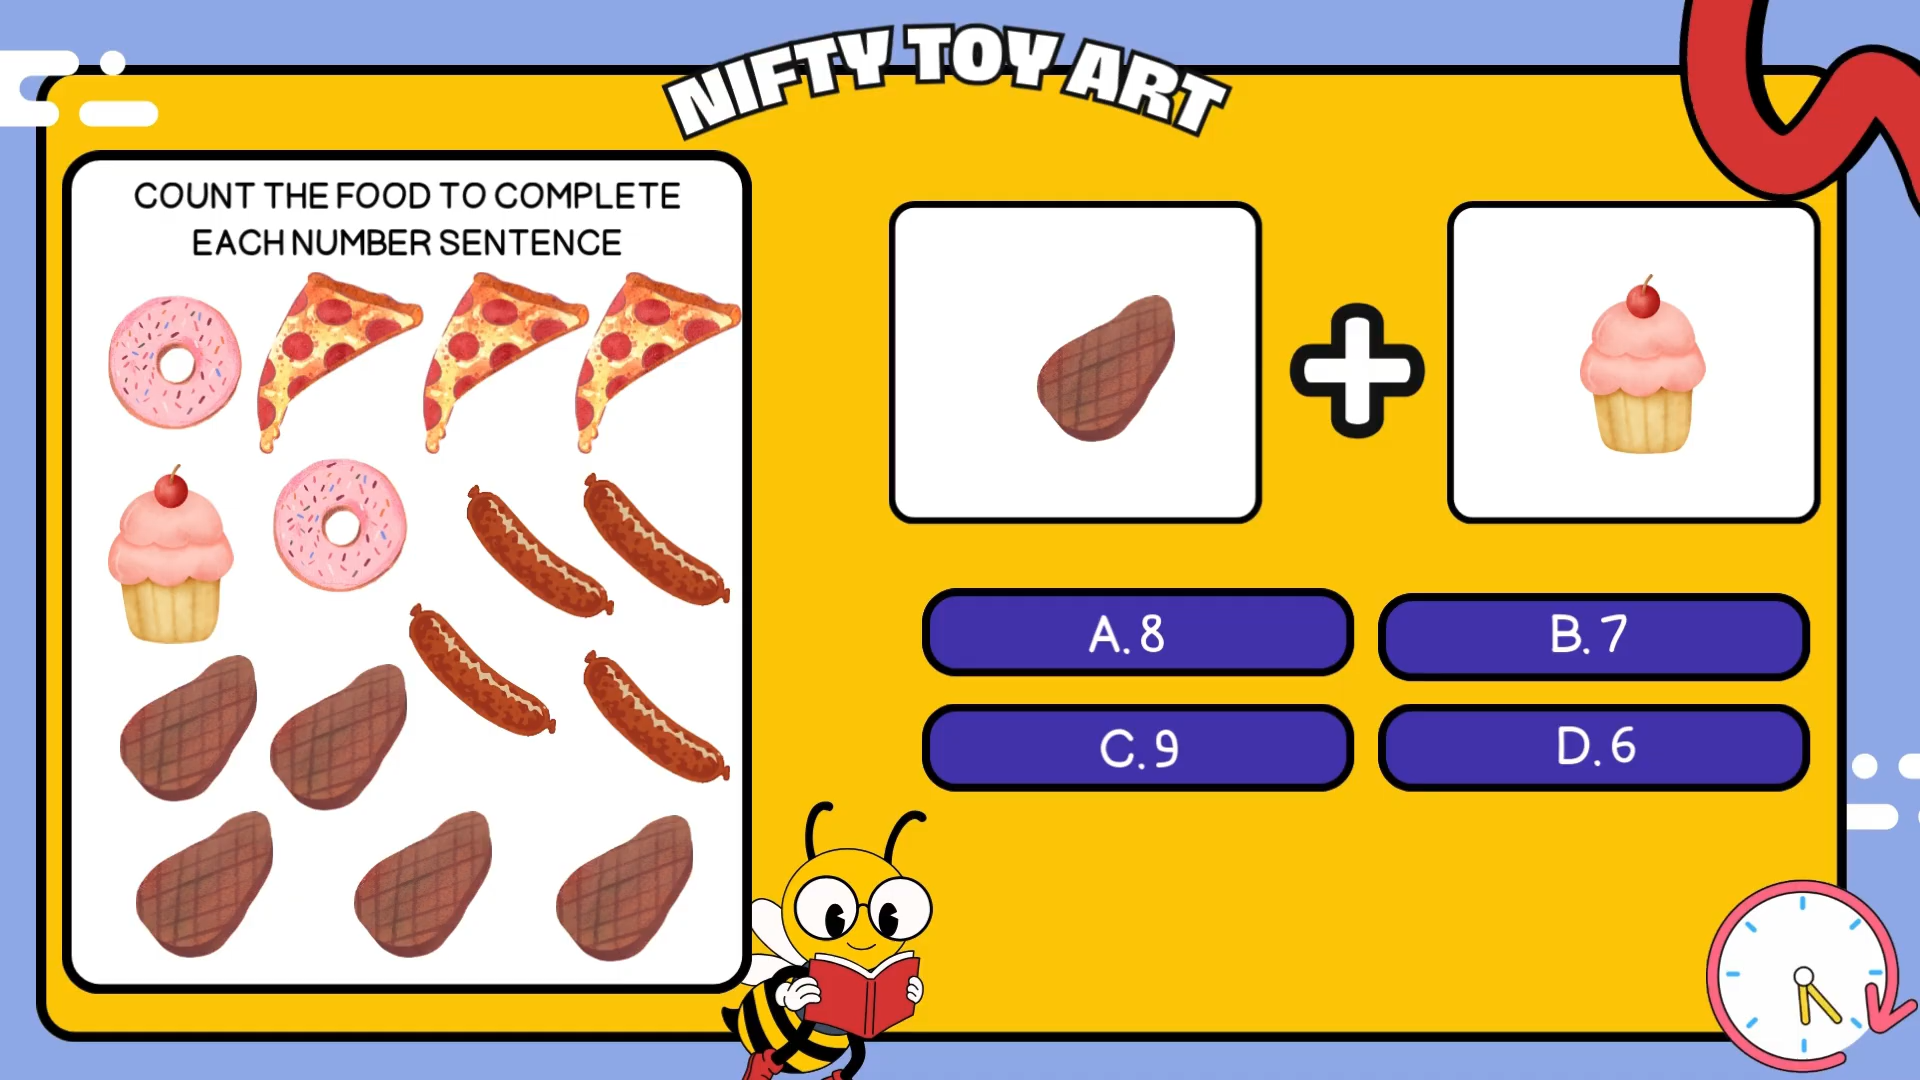 NIFTY TOY ART
COUNT THE FOOD TO COMPLETE
EACH NUMBER SENTENCE
A. 8
B. 7
C. 9
D. 6